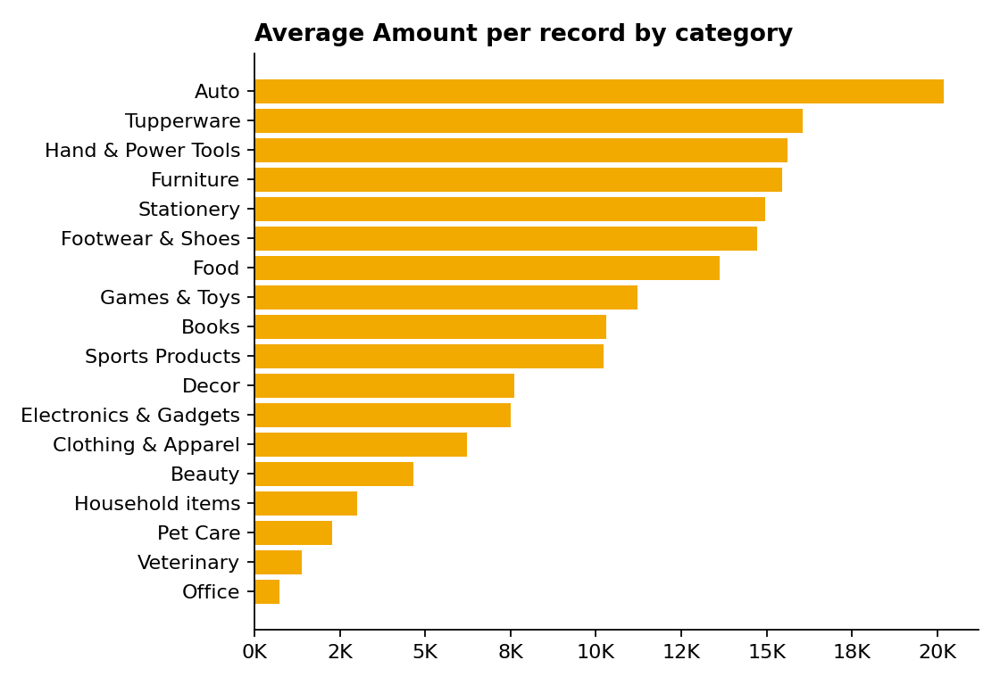 Average Amount per record by category
Auto
Tupperware
Hand & Power Tools
Furniture
Stationery
Footwear & Shoes
Food
Games & Toys
Books
Sports Products
Decor
Electronics & Gadgets
Clothing & Apparel
Beauty
Household items
Pet Care
Veterinary
Office
0K 2K 5K 8K 10K 12K 15K 18K 20K